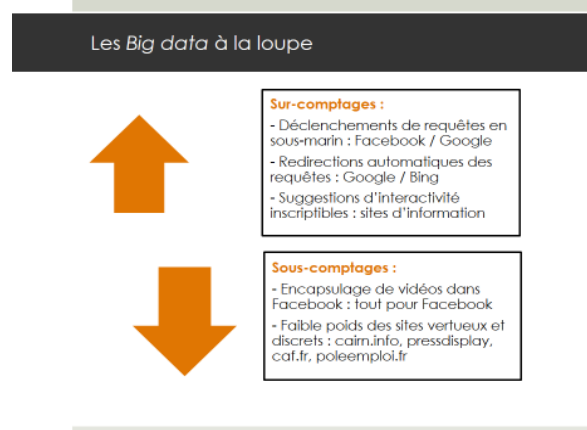 Les Big data à la loupe
Sur-comptages :
- Déclenchements de requêtes en
sous-marin : Facebook / Google
- Redirections automatiques des
requêtes : Google / Bing
- Suggestions d'interactivité
inscriptibles : sites d'information
Sous-comptages :
- Encapsulage de vidéos dans
Facebook : tout pour Facebook
- Faible poids des sites vertueux et
discrets : cairn.info, pressdisplay,
caf.fr, poleemploi.fr